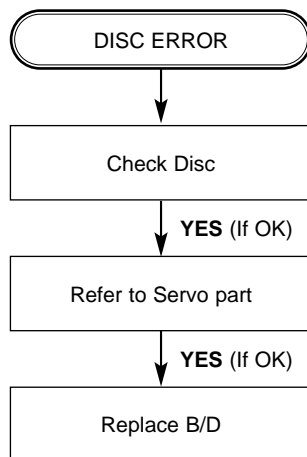 DISC ERROR
Check Disc
YES (If OK)
Refer to Servo part
YES (If OK)
Replace B/D